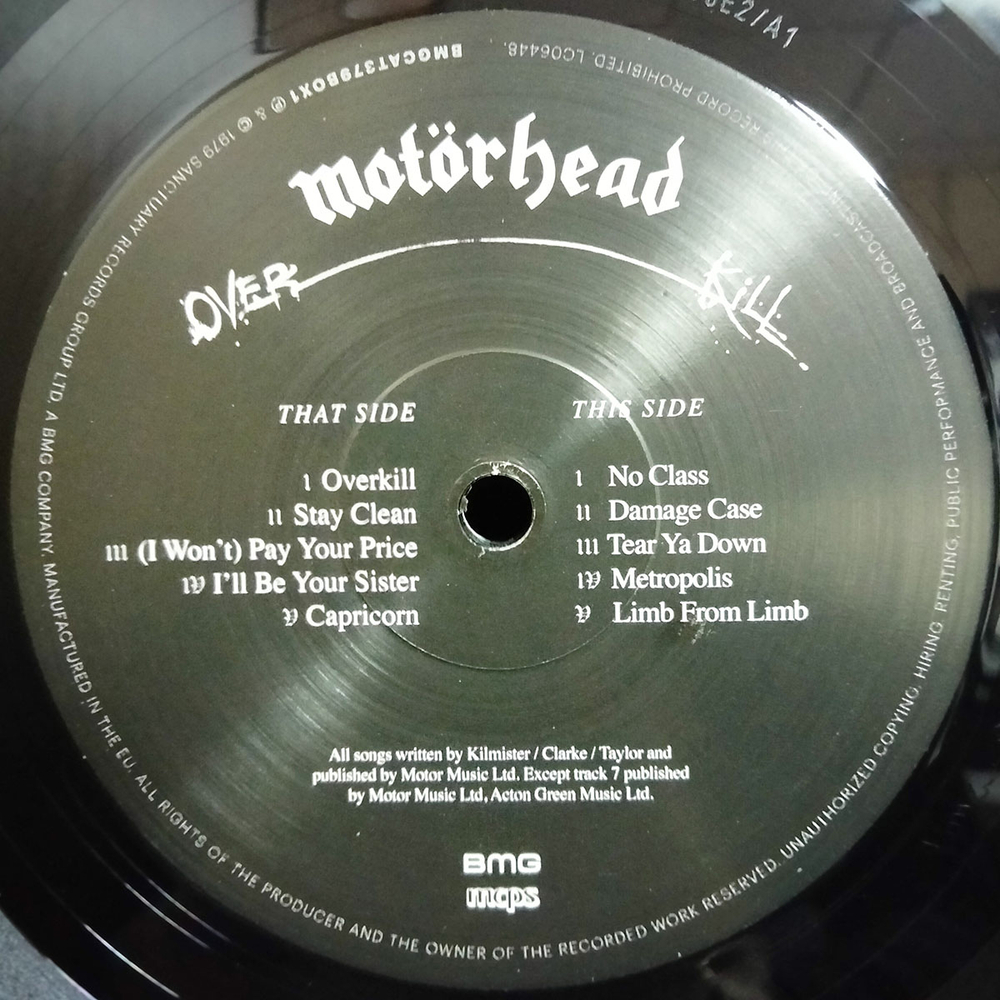 E2/A1
motörhead
OVER KiLL
THAT SIDE
I Overkill
II Stay Clean
III (I Won't) Pay Your Price
IV I'll Be Your Sister
V Capricorn
THIS SIDE
I No Class
II Damage Case
III Tear Ya Down
IV Metropolis
V Limb From Limb
All songs written by Kilmister / Clarke / Taylor and
published by Motor Music Ltd. Except track 7 published
by Motor Music Ltd, Acton Green Music Ltd.
BMG
mcps
BMGCAT379BOX1 ℗ & © 1979 SANCTUARY RECORDS GROUP LTD. A BMG COMPANY. MANUFACTURED IN THE EU. ALL RIGHTS OF THE PRODUCER AND THE OWNER OF THE RECORDED WORK RESERVED. UNAUTHORIZED COPYING, HIRING RENTING, PUBLIC PERFORMANCE AND BROADCASTING RECORD PROHIBITED. LC06448.